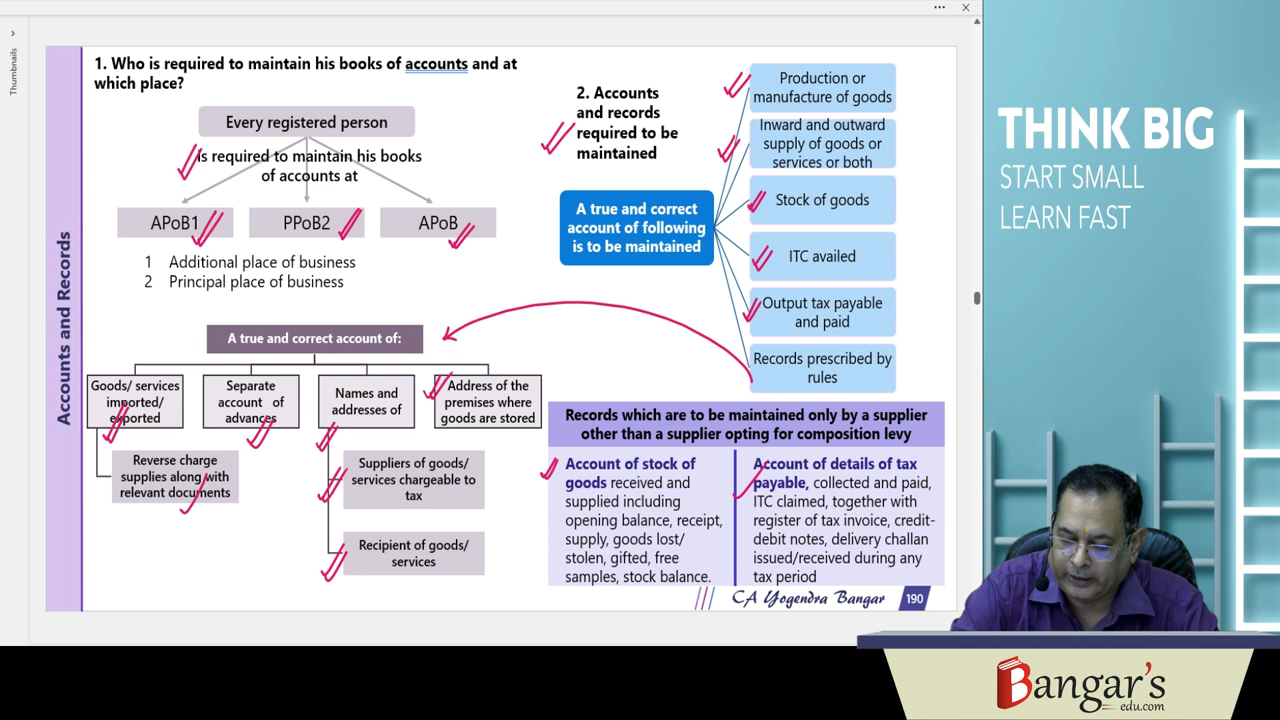 Thumbnails
Accounts and Records
1. Who is required to maintain his books of accounts and at
which place?
Every registered person
is required to maintain his books
of accounts at
APoB1
PPoB2
APoB
1 Additional place of business
2 Principal place of business
2. Accounts
and records
required to be
maintained
A true and correct
account of following
is to be maintained
Production or
manufacture of goods
Inward and outward
supply of goods or
services or both
Stock of goods
ITC availed
Output tax payable
and paid
Records prescribed by
rules
A true and correct account of:
Goods/ services
imported/
exported
Separate
account of
advances
Names and
addresses of
Address of the
premises where
goods are stored
Reverse charge
supplies along with
relevant documents
Suppliers of goods/
services chargeable to
tax
Recipient of goods/
services
Records which are to be maintained only by a supplier
other than a supplier opting for composition levy
Account of stock of
goods received and
supplied including
opening balance, receipt,
supply, goods lost/
stolen, gifted, free
samples, stock balance.
Account of details of tax
payable, collected and paid,
ITC claimed, together with
register of tax invoice, credit-
debit notes, delivery challan
issued/received during any
tax period
CA Yogendra Bangar
190
THINK BIG
START SMALL
LEARN FAST
Bangar's
edu.com